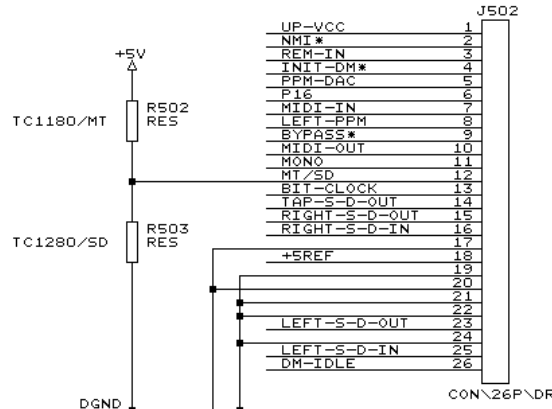 J502
UP-VCC 1
NMI* 2
REM-IN 3
INIT-DM* 4
PPM-DAC 5
P16 6
MIDI-IN 7
LEFT-PPM 8
BYPASS* 9
MIDI-OUT 10
MONO 11
MT/SD 12
BIT-CLOCK 13
TAP-S-D-OUT 14
RIGHT-S-D-OUT 15
RIGHT-S-D-IN 16
17
+5REF 18
19
20
21
22
LEFT-S-D-OUT 23
24
LEFT-S-D-IN 25
DM-IDLE 26
CON\26P\DR
+5V
TC1180/MT
R502
RES
TC1280/SD
R503
RES
DGND